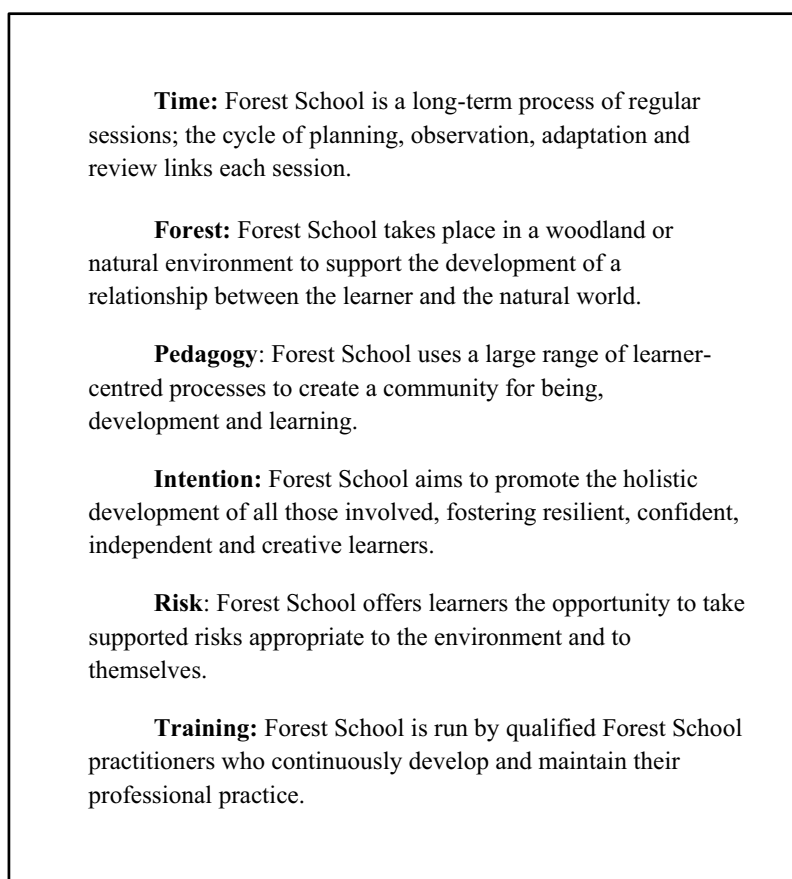 Time: Forest School is a long-term process of regular
sessions; the cycle of planning, observation, adaptation and
review links each session.
Forest: Forest School takes place in a woodland or
natural environment to support the development of a
relationship between the learner and the natural world.
Pedagogy: Forest School uses a large range of learner-
centred processes to create a community for being,
development and learning.
Intention: Forest School aims to promote the holistic
development of all those involved, fostering resilient, confident,
independent and creative learners.
Risk: Forest School offers learners the opportunity to take
supported risks appropriate to the environment and to
themselves.
Training: Forest School is run by qualified Forest School
practitioners who continuously develop and maintain their
professional practice.